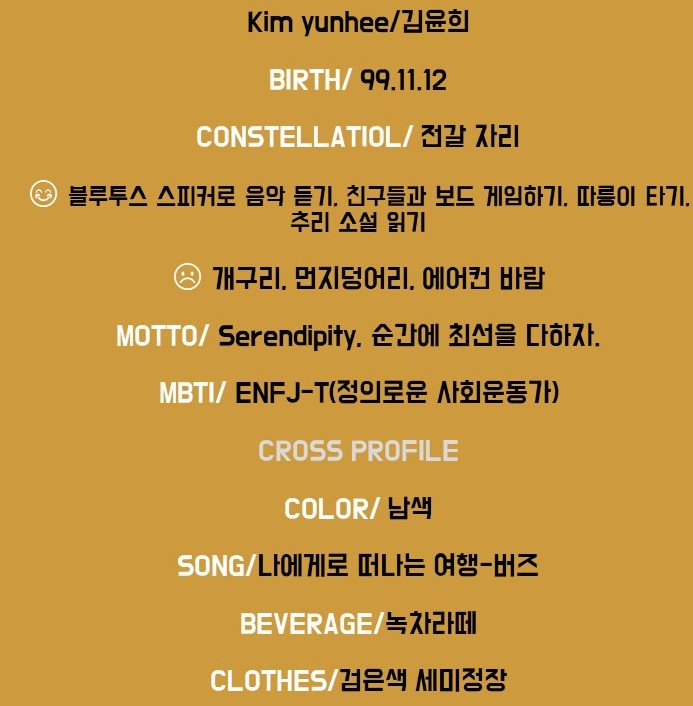 Kim yunhee/김윤희
BIRTH/ 99.11.12
CONSTELLATIOL/ 전갈 자리
블루투스 스피커로 음악 듣기, 친구들과 보드 게임하기, 따릉이 타기,
추리 소설 읽기
개구리, 먼지덩어리, 에어컨 바람
MOTTO/ Serendipity, 순간에 최선을 다하자.
MBTI/ ENFJ-T(정의로운 사회운동가)
CROSS PROFILE
COLOR/ 남색
SONG/나에게로 떠나는 여행-버즈
BEVERAGE/녹차라떼
CLOTHES/검은색 세미정장